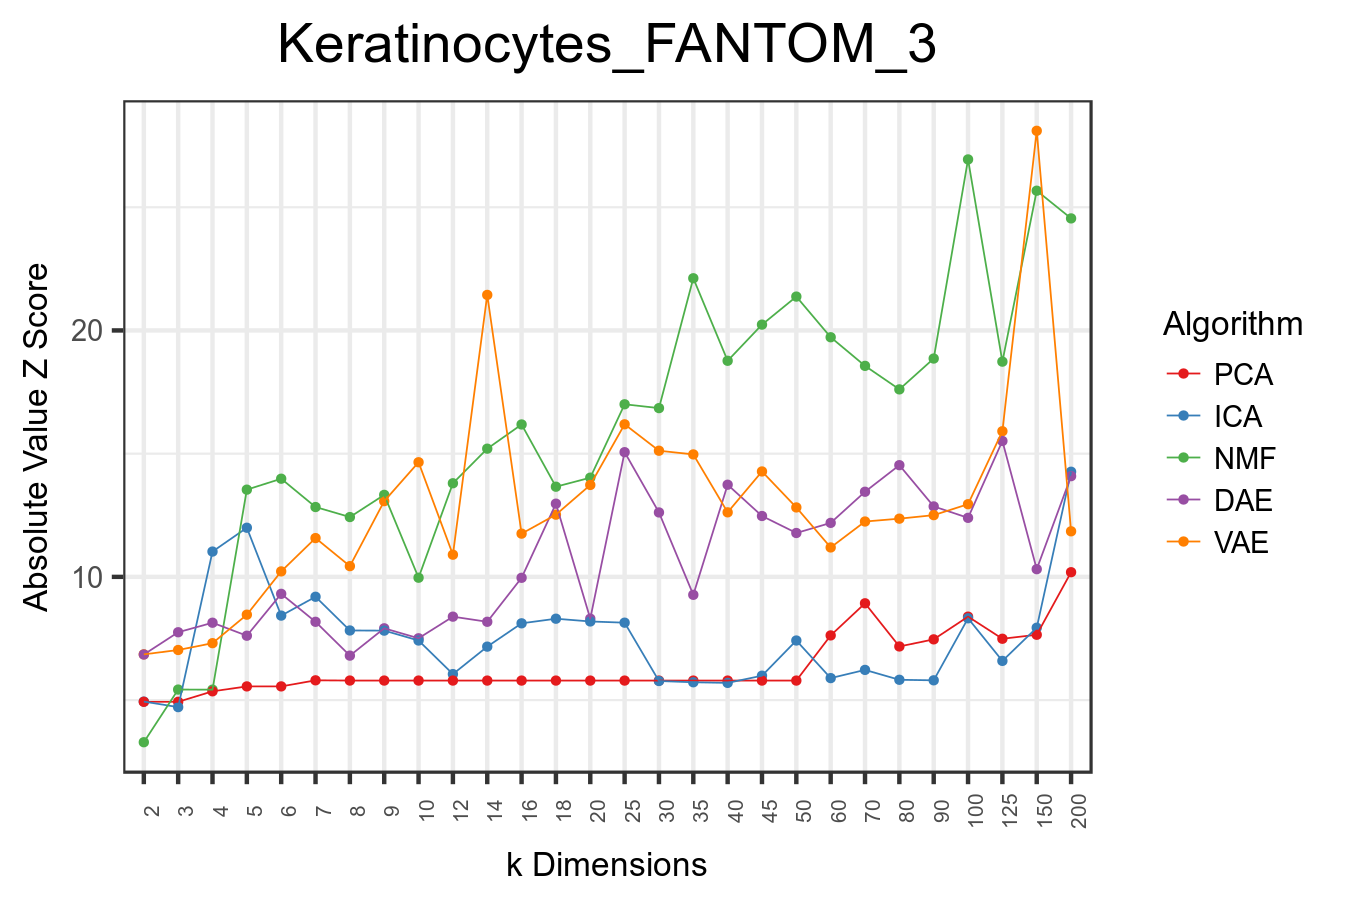 Keratinocytes_FANTOM_3
Absolute Value Z Score
20
10
2 3 4 5 6 7 8 9 10 12 14 16 18 20 25 30 35 40 45 50 60 70 80 90 100 125 150 200
k Dimensions
Algorithm
PCA
ICA
NMF
DAE
VAE